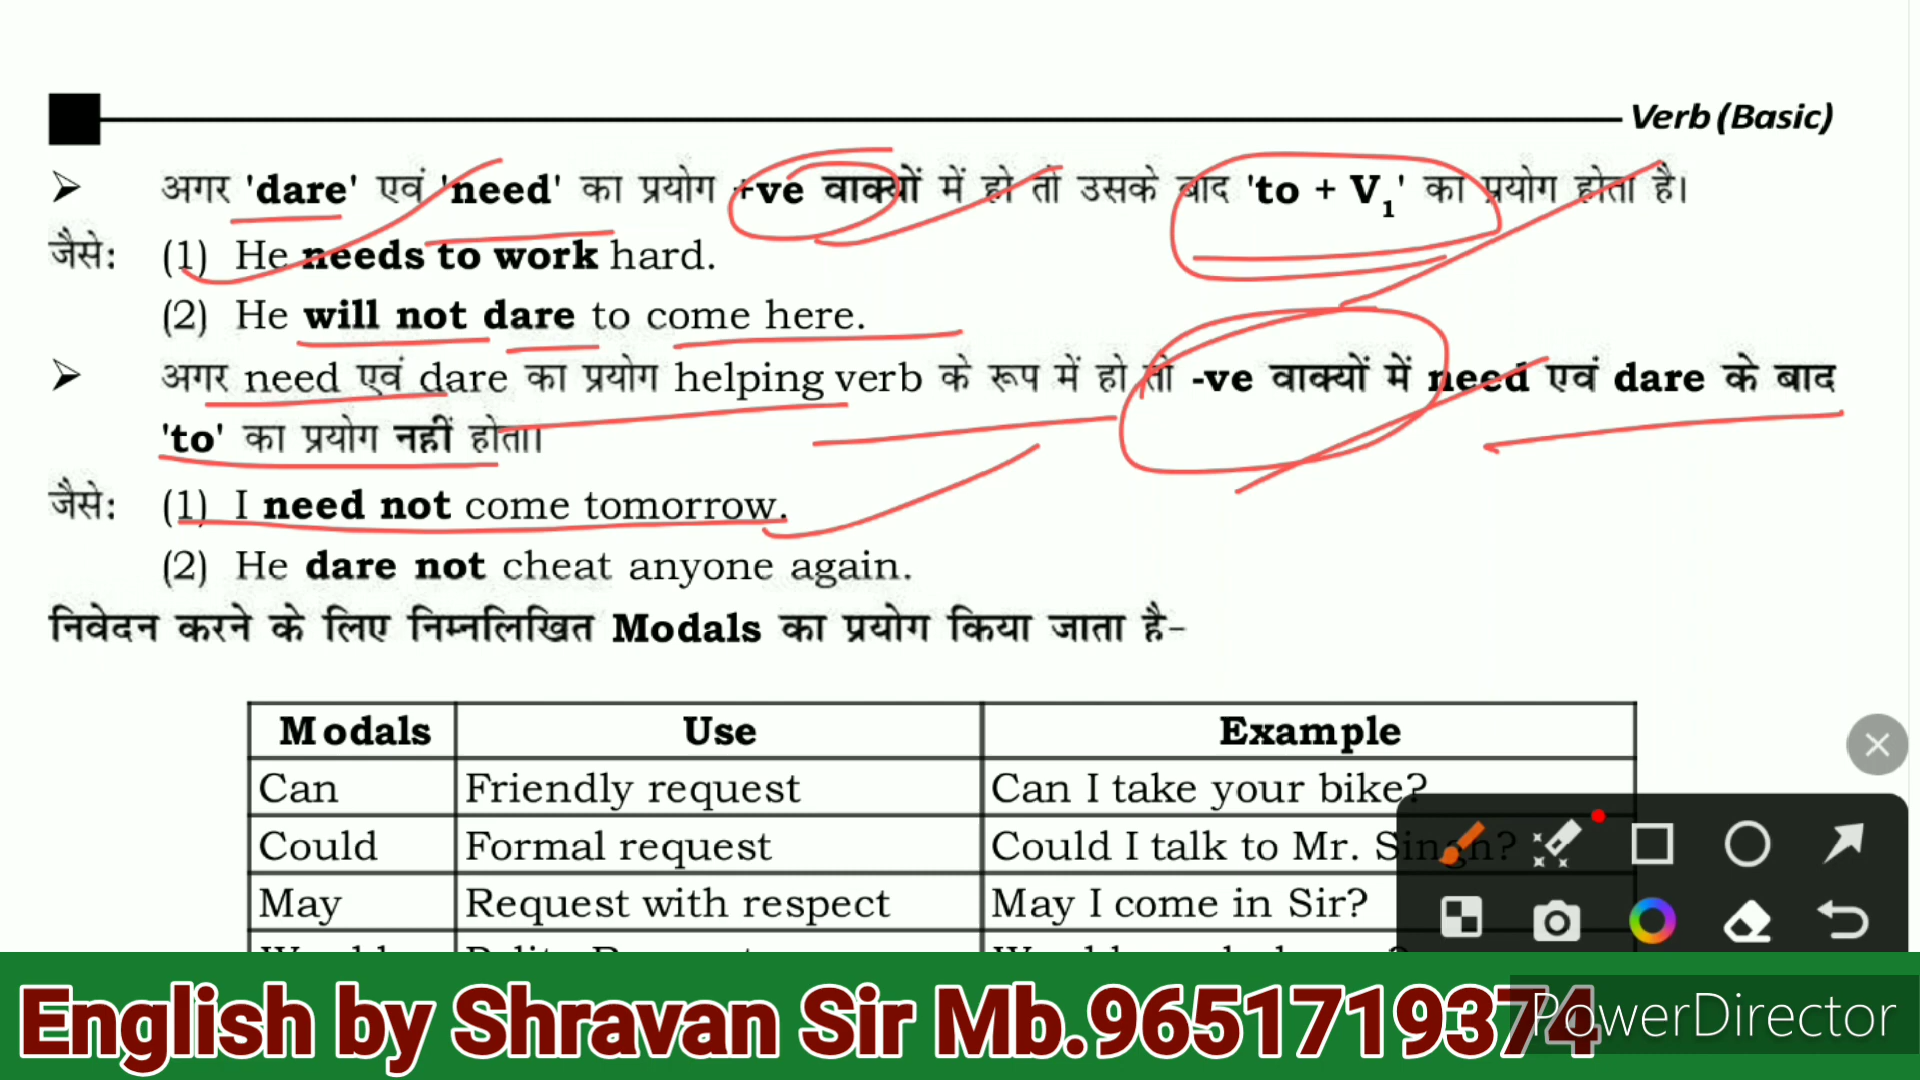 Verb (Basic)
➢ अगर 'dare' एवं 'need' का प्रयोग +ve वाक्यों में हो तो उसके बाद 'to + V₁' का प्रयोग होता है।
जैसे: (1) He needs to work hard.
(2) He will not dare to come here.
➢ अगर need एवं dare का प्रयोग helping verb के रूप में हो तो -ve वाक्यों में need एवं dare के बाद
'to' का प्रयोग नहीं होता।
जैसे: (1) I need not come tomorrow.
(2) He dare not cheat anyone again.
निवेदन करने के लिए निम्नलिखित Modals का प्रयोग किया जाता है-
Modals Use Example
Can Friendly request Can I take your bike?
Could Formal request Could I talk to Mr. Singh?
May Request with respect May I come in Sir?
English by Shravan Sir Mb.9651719374
PowerDirector